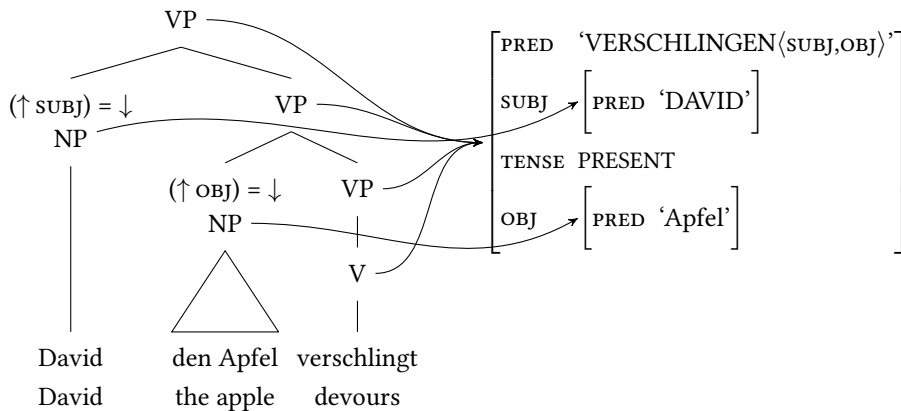 VP
[PRED ‘VERSCHLINGEN⟨SUBJ,OBJ⟩’
(↑ SUBJ) = ↓ VP SUBJ [PRED ‘DAVID’]
NP
TENSE PRESENT
(↑ OBJ) = ↓ VP
NP OBJ [PRED ‘Apfel’]]
V
David den Apfel verschlingt
David the apple devours